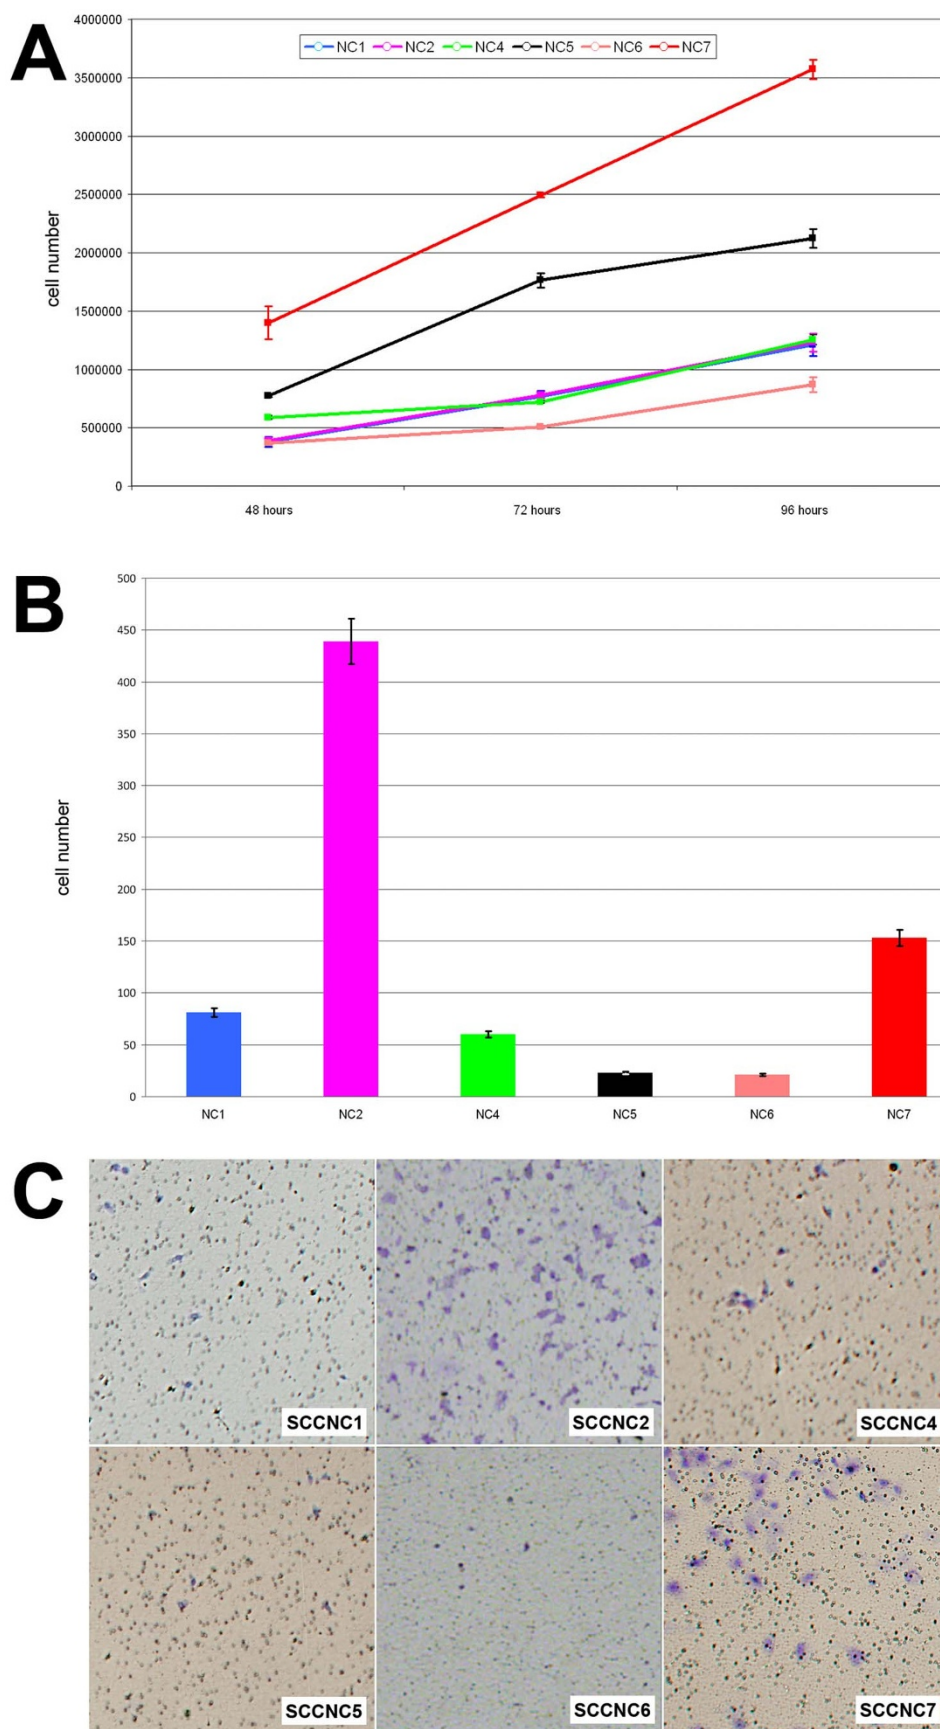 A
NC1 NC2 NC4 NC5 NC6 NC7
4000000
3500000
3000000
2500000
2000000
1500000
1000000
500000
0
cell number
48 hours 72 hours 96 hours
B
500
450
400
350
300
250
200
150
100
50
0
cell number
NC1 NC2 NC4 NC5 NC6 NC7
C
SCCNC1 SCCNC2 SCCNC4
SCCNC5 SCCNC6 SCCNC7